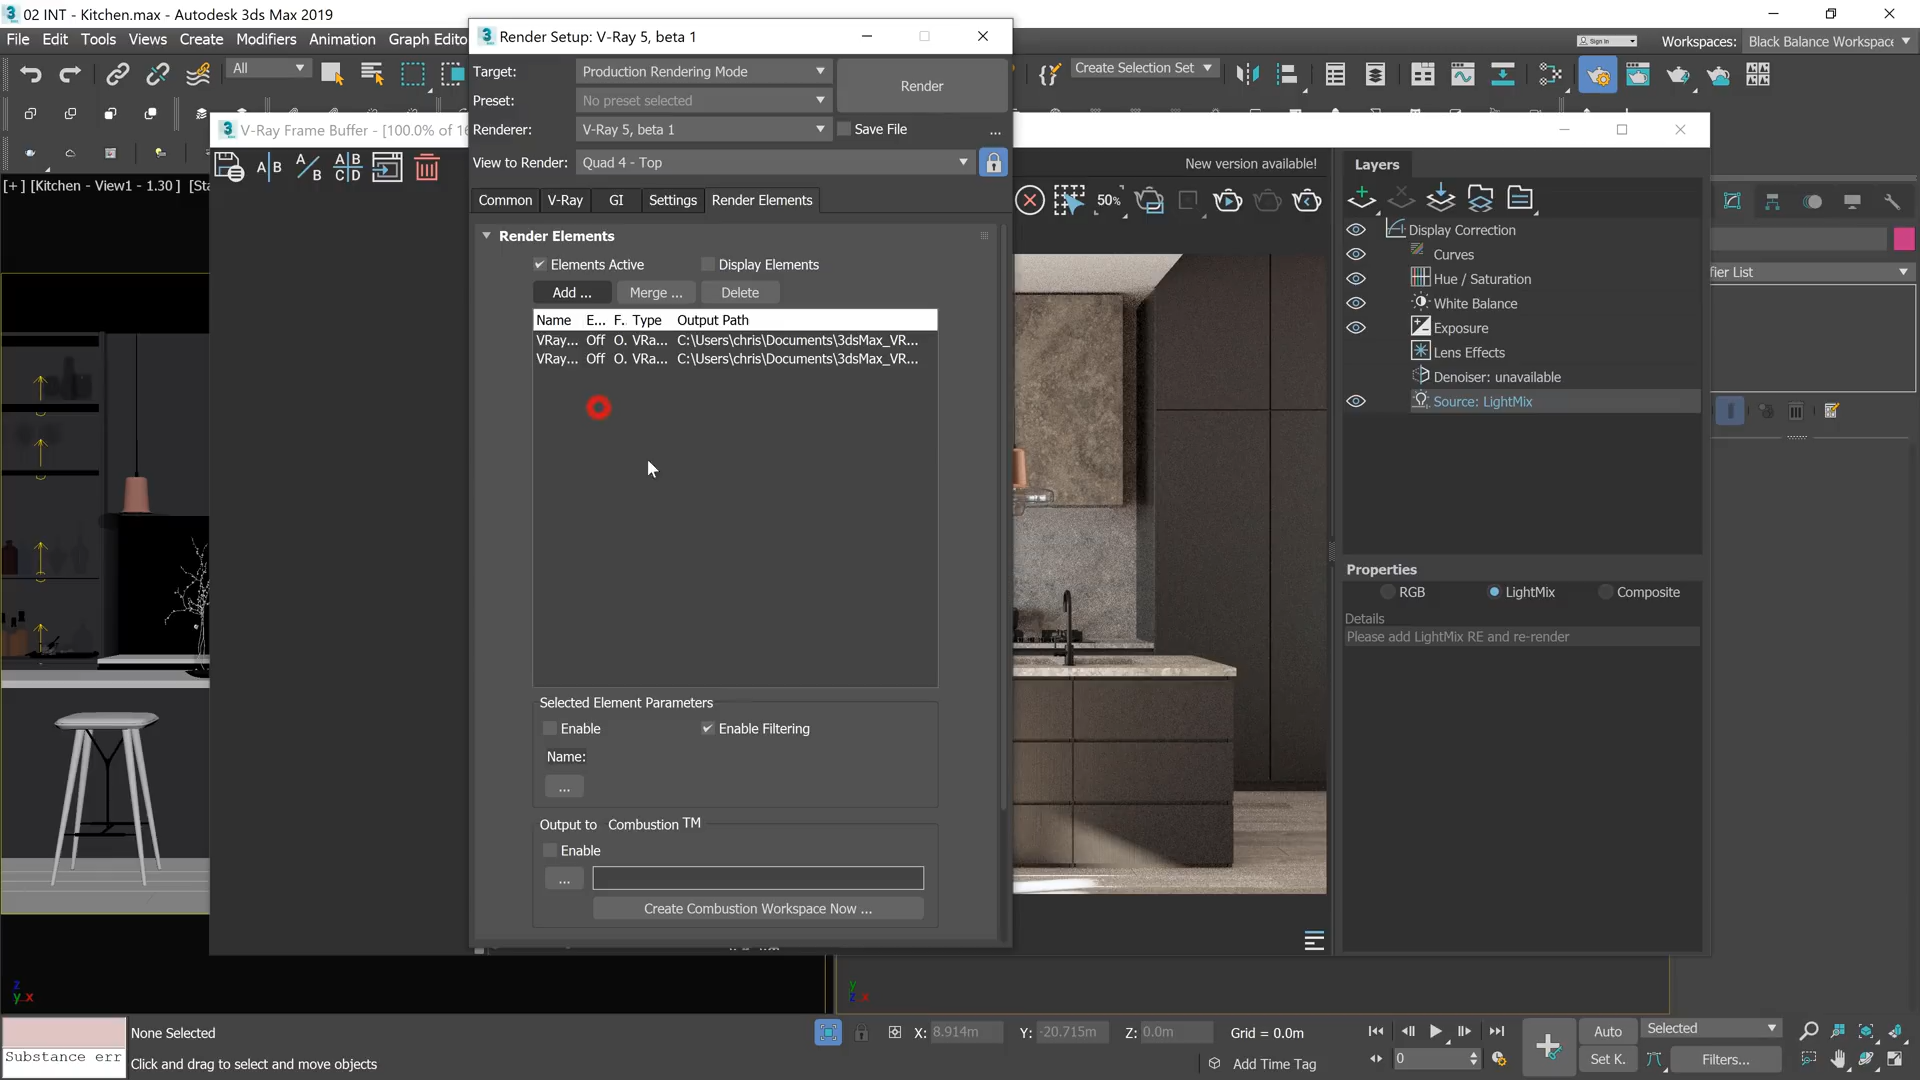 02 INT - Kitchen.max - Autodesk 3ds Max 2019
File Edit Tools Views Create Modifiers Animation Graph Edito
Render Setup: V-Ray 5, beta 1
Sign In
Workspaces: Black Balance Workspace
All
Create Selection Set
Target: Production Rendering Mode
Render
Preset: No preset selected
Renderer: V-Ray 5, beta 1
Save File ...
View to Render: Quad 4 - Top
V-Ray Frame Buffer - [100.0% of 16
[+] [Kitchen - View1 - 1.30 ] [Sta
New version available!
50%
Common V-Ray GI Settings Render Elements
Render Elements
Elements Active Display Elements
Add ... Merge ... Delete
Name E... F. Type Output Path
VRay... Off O. VRa... C:\Users\chris\Documents\3dsMax_VR...
VRay... Off O. VRa... C:\Users\chris\Documents\3dsMax_VR...
Selected Element Parameters
Enable Enable Filtering
Name:
...
Output to Combustion TM
Enable
...
Create Combustion Workspace Now ...
Layers
Display Correction
Curves
Hue / Saturation
White Balance
Exposure
Lens Effects
Denoiser: unavailable
Source: LightMix
Properties
RGB LightMix Composite
Details
Please add LightMix RE and re-render
fier List
z
y x
y
z x
None Selected
Substance err
Click and drag to select and move objects
X: 8.914m Y: -20.715m Z: 0.0m Grid = 0.0m
Add Time Tag
0
Auto Selected
Set K. Filters...